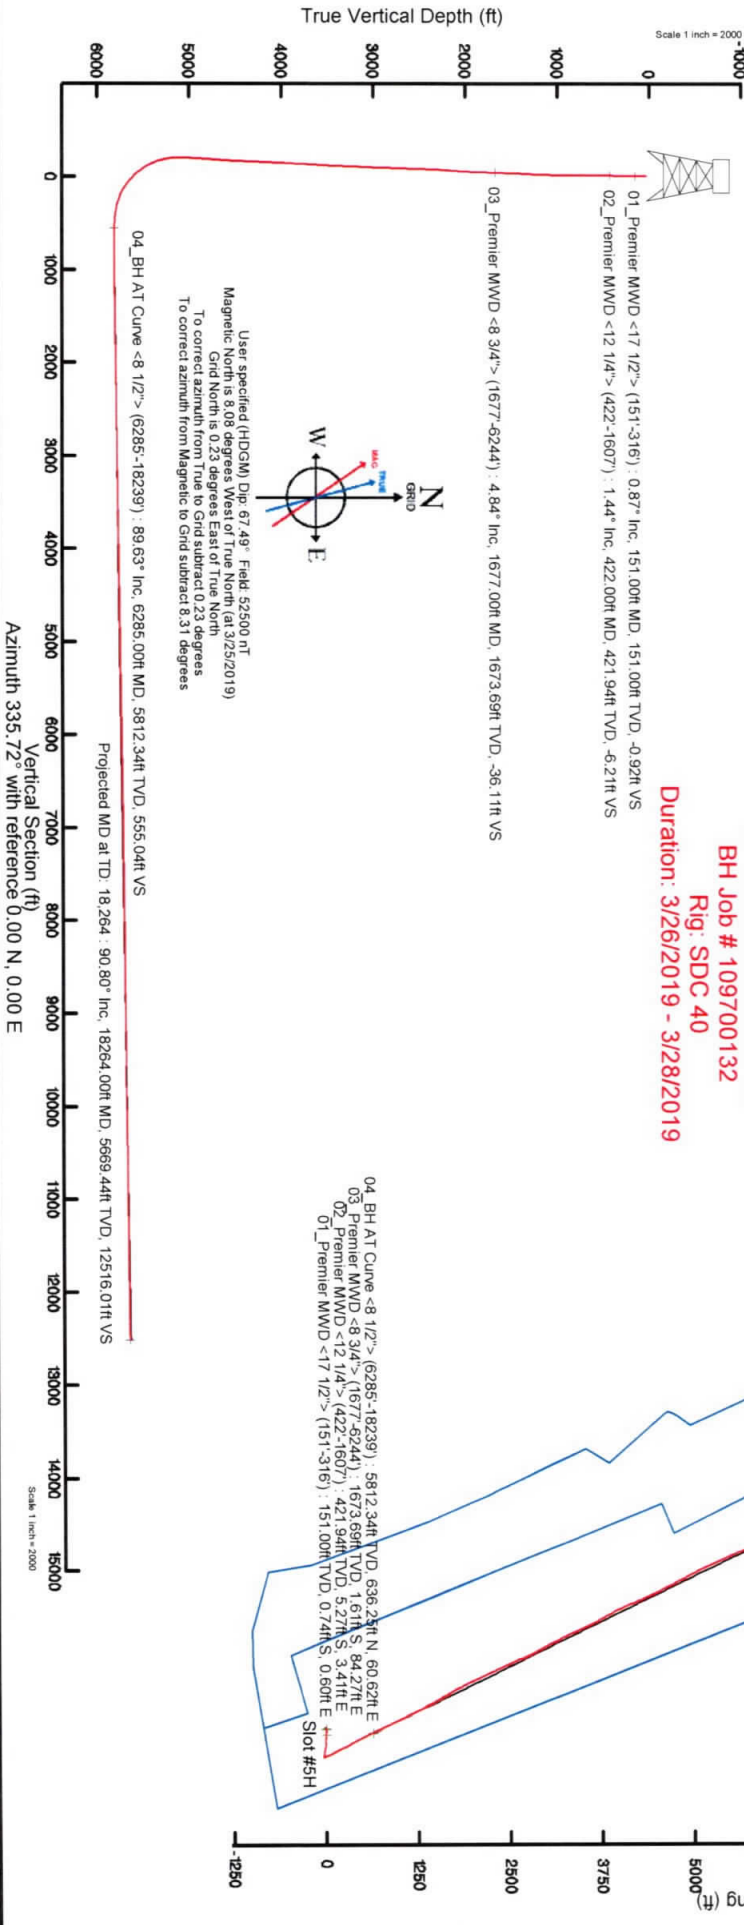 True Vertical Depth (ft)
Scale 1 inch = 2000
6000
5000
4000
3000
2000
1000
0
-1000
0
1000
2000
3000
4000
5000
6000
7000
8000
9000
10000
11000
12000
13000
14000
15000
Vertical Section (ft)
Azimuth 335.72° with reference 0.00 N, 0.00 E
Scale 1 inch = 2000
BH Job # 109700132
Rig: SDC 40
Duration: 3/26/2019 - 3/28/2019
01_Premier MWD <17 1/2"> (151'-316') : 0.87° Inc, 151.00ft MD, 151.00ft TVD, -0.92ft VS
02_Premier MWD <12 1/4"> (422'-1607') : 1.44° Inc, 422.00ft MD, 421.94ft TVD, -6.21ft VS
03_Premier MWD <8 3/4"> (1677'-6244') : 4.84° Inc, 1677.00ft MD, 1673.69ft TVD, -36.11ft VS
N
GRID
TRUE
MAG
W
E
User specified (HDGM) Dip: 67.49° Field: 52500 nT
Magnetic North is 8.08 degrees West of True North (at 3/25/2019)
Grid North is 0.23 degrees East of True North
To correct azimuth from True to Grid subtract 0.23 degrees
To correct azimuth from Magnetic to Grid subtract 8.31 degrees
04_BH AT Curve <8 1/2"> (6285'-18239') : 89.63° Inc, 6285.00ft MD, 5812.34ft TVD, 555.04ft VS
Projected MD at TD: 18,264 : 90.80° Inc, 18264.00ft MD, 5669.44ft TVD, 12516.01ft VS
04_BH AT Curve <8 1/2"> (6285'-18239') : 5812.34ft TVD, 636.25ft N, 60.62ft E
03_Premier MWD <8 3/4"> (1677'-6244') : 1673.69ft TVD, 1.61ft S, 84.27ft E
02_Premier MWD <12 1/4"> (422'-1607') : 421.94ft TVD, 5.27ft S, 3.41ft E
01_Premier MWD <17 1/2"> (151'-316') : 151.00ft TVD, 0.74ft S, 0.60ft E
Slot #5H
-1250
0
1250
2500
3750
5000
ng (ft)